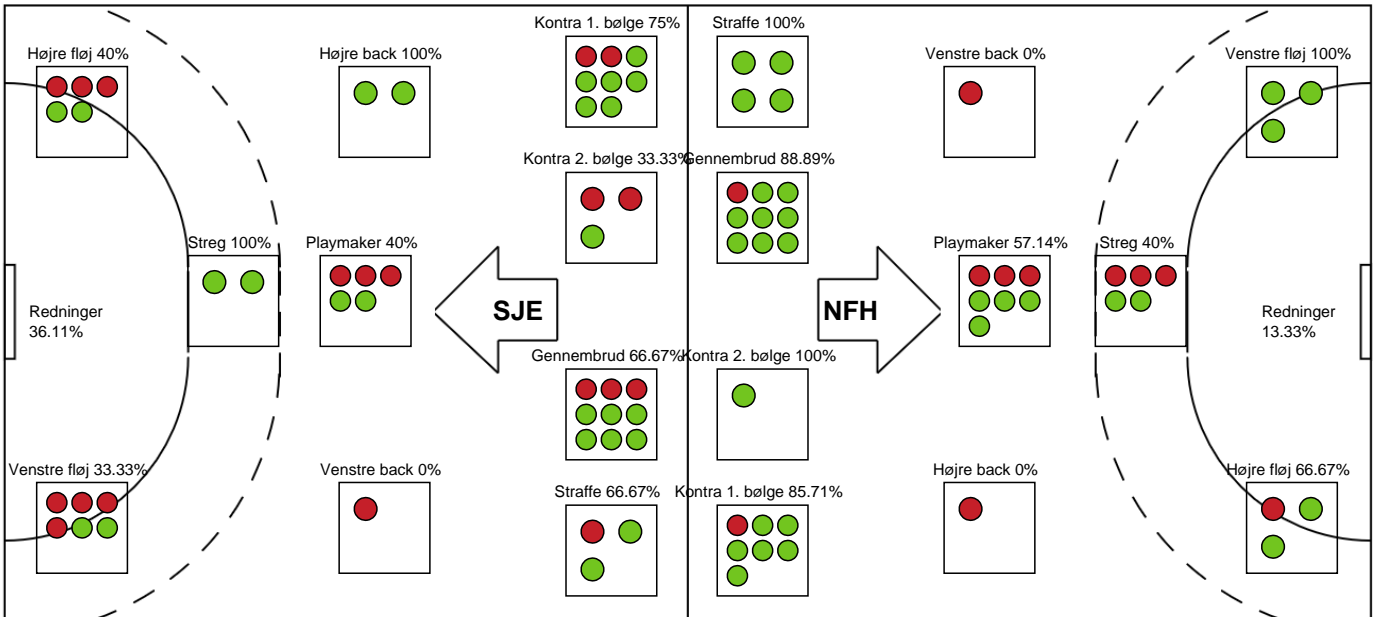 Kontra 1. bølge 75%
Straffe 100%
Højre fløj 40%
Højre back 100%
Venstre back 0%
Venstre fløj 100%
Kontra 2. bølge 33.33%
Gennembrud 88.89%
Streg 100%
Playmaker 40%
Playmaker 57.14%
Streg 40%
Redninger
36.11%
SJE
NFH
Redninger
13.33%
Gennembrud 66.67%
Kontra 2. bølge 100%
Venstre fløj 33.33%
Venstre back 0%
Højre back 0%
Højre fløj 66.67%
Straffe 66.67%
Kontra 1. bølge 85.71%